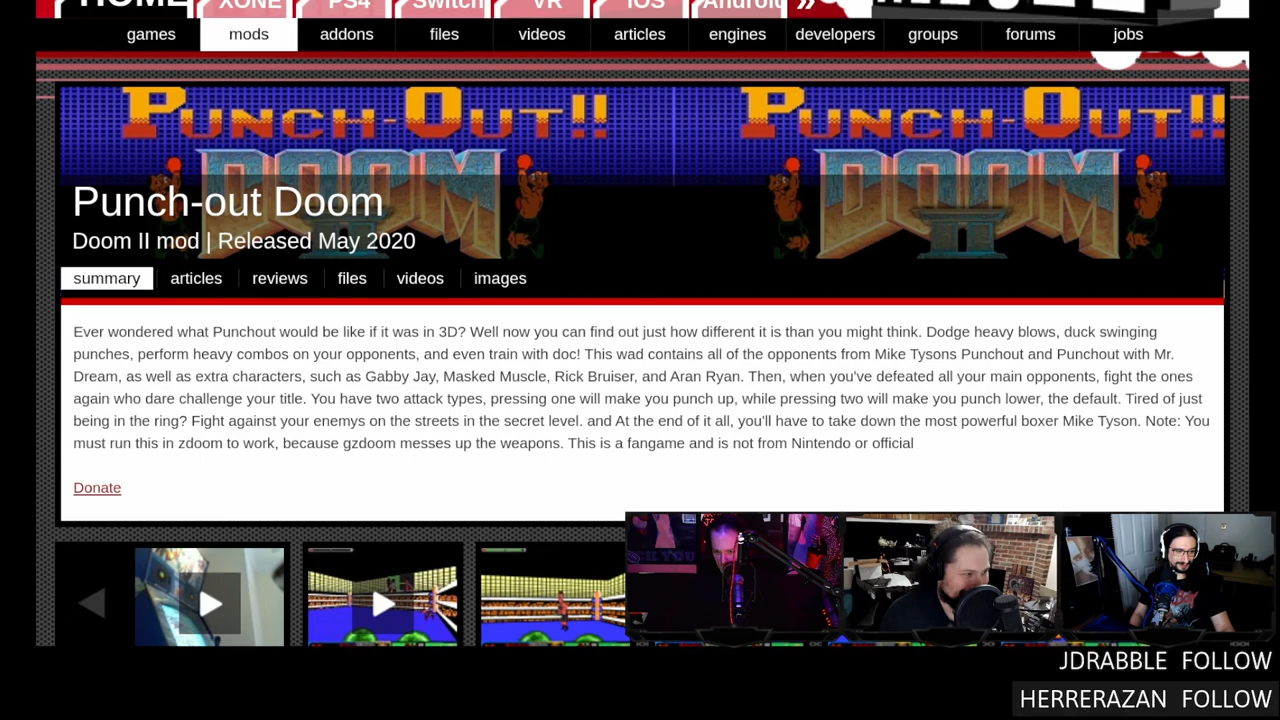 HOME XONE PS4 Switch VR iOS Android »
games mods addons files videos articles engines developers groups forums jobs
PUNCH-OUT!! PUNCH-OUT!!
DOOM DOOM
Punch-out Doom
Doom II mod | Released May 2020
summary articles reviews files videos images
Ever wondered what Punchout would be like if it was in 3D? Well now you can find out just how different it is than you might think. Dodge heavy blows, duck swinging
punches, perform heavy combos on your opponents, and even train with doc! This wad contains all of the opponents from Mike Tysons Punchout and Punchout with Mr.
Dream, as well as extra characters, such as Gabby Jay, Masked Muscle, Rick Bruiser, and Aran Ryan. Then, when you've defeated all your main opponents, fight the ones
again who dare challenge your title. You have two attack types, pressing one will make you punch up, while pressing two will make you punch lower, the default. Tired of just
being in the ring? Fight against your enemys on the streets in the secret level. and At the end of it all, you'll have to take down the most powerful boxer Mike Tyson. Note: You
must run this in zdoom to work, because gzdoom messes up the weapons. This is a fangame and is not from Nintendo or official
Donate
JDRABBLE FOLLOW
HERRERAZAN FOLLOW